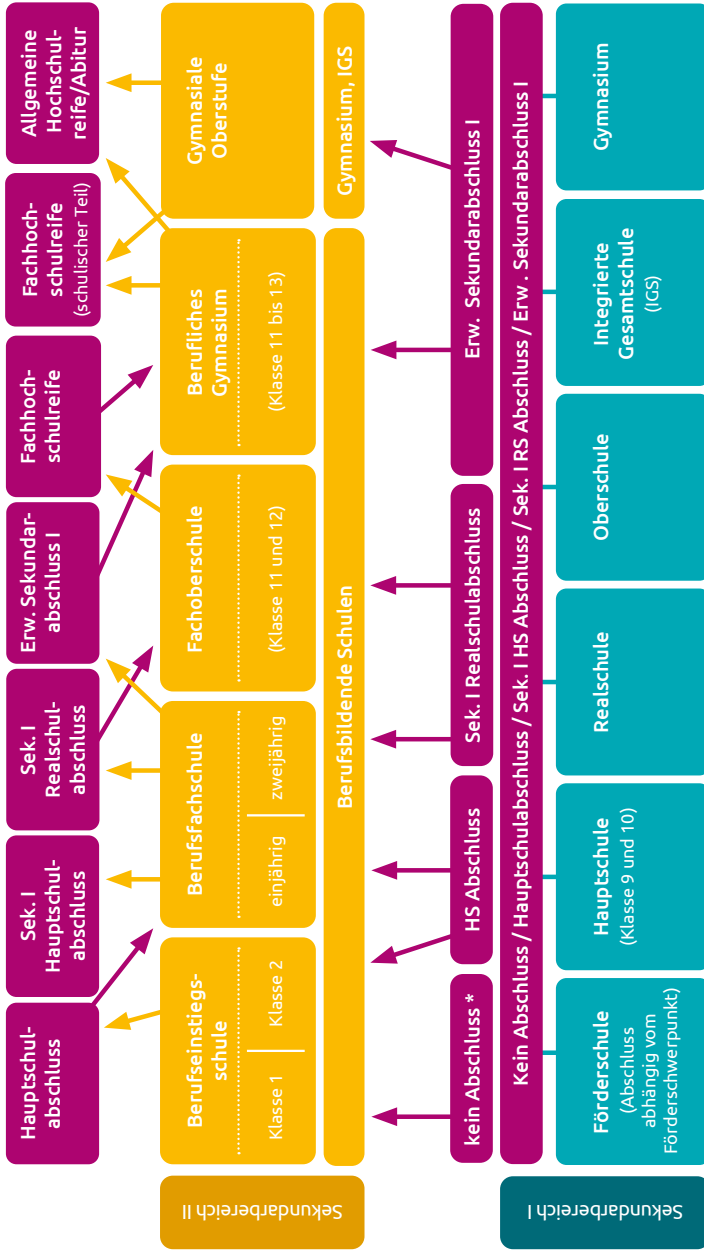 Hauptschul-
abschluss
Sek. I
Hauptschul-
abschluss
Sek. I
Realschul-
abschluss
Erw. Sekundar-
abschluss I
Fachhoch-
schulreife
Fachhoch-
schulreife
(schulischer Teil)
Allgemeine
Hochschul-
reife/Abitur
Sekundarbereich II
Berufseinstiegs-
schule
Klasse 1
Klasse 2
Berufsfachschule
einjährig
zweijährig
Fachoberschule
(Klasse 11 und 12)
Berufliches
Gymnasium
(Klasse 11 bis 13)
Gymnasiale
Oberstufe
Berufsbildende Schulen
Gymnasium, IGS
kein Abschluss *
HS Abschluss
Sek. I Realschulabschluss
Erw. Sekundarabschluss I
Kein Abschluss / Hauptschulabschluss / Sek. I HS Abschluss / Sek. I RS Abschluss / Erw. Sekundarabschluss I
Sekundarbereich I
Förderschule
(Abschluss
abhängig vom
Förderschwerpunkt)
Hauptschule
(Klasse 9 und 10)
Realschule
Oberschule
Integrierte
Gesamtschule
(IGS)
Gymnasium